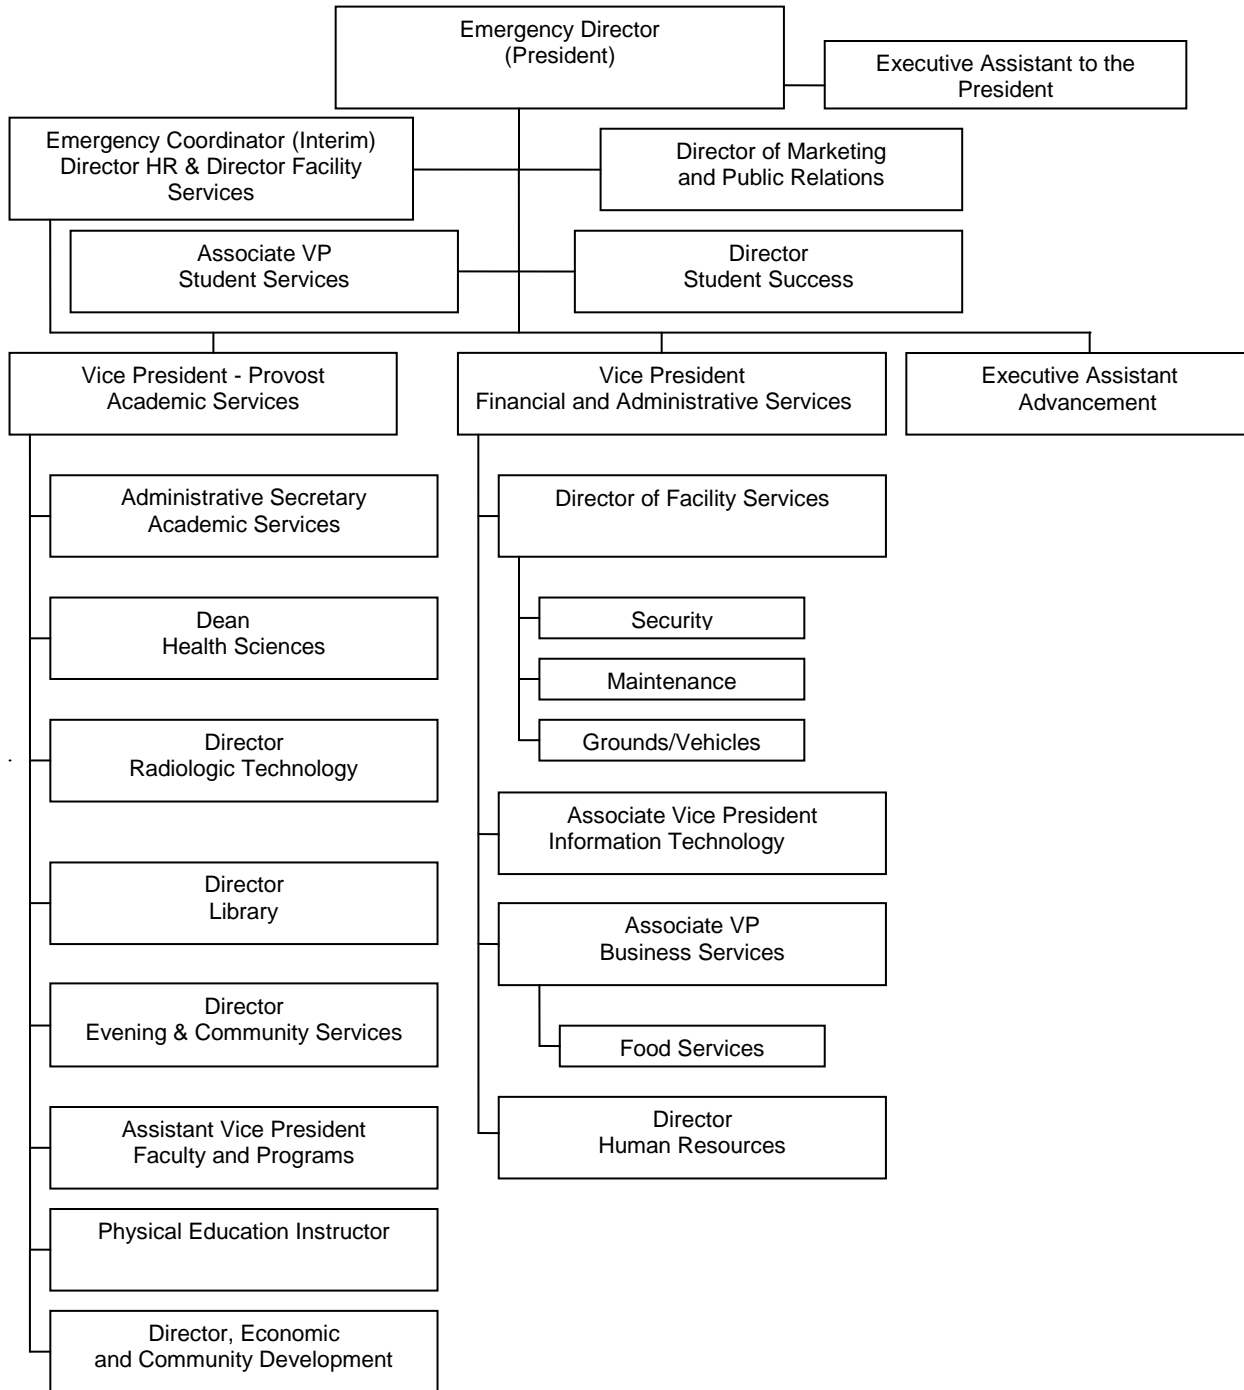 Emergency Director
(President)
Executive Assistant to the
President
Emergency Coordinator (Interim)
Director HR & Director Facility
Services
Director of Marketing
and Public Relations
Associate VP
Student Services
Director
Student Success
Vice President - Provost
Academic Services
Vice President
Financial and Administrative Services
Executive Assistant
Advancement
Administrative Secretary
Academic Services
Dean
Health Sciences
Director
Radiologic Technology
Director
Library
Director
Evening & Community Services
Assistant Vice President
Faculty and Programs
Physical Education Instructor
Director, Economic
and Community Development
Director of Facility Services
Security
Maintenance
Grounds/Vehicles
Associate Vice President
Information Technology
Associate VP
Business Services
Food Services
Director
Human Resources